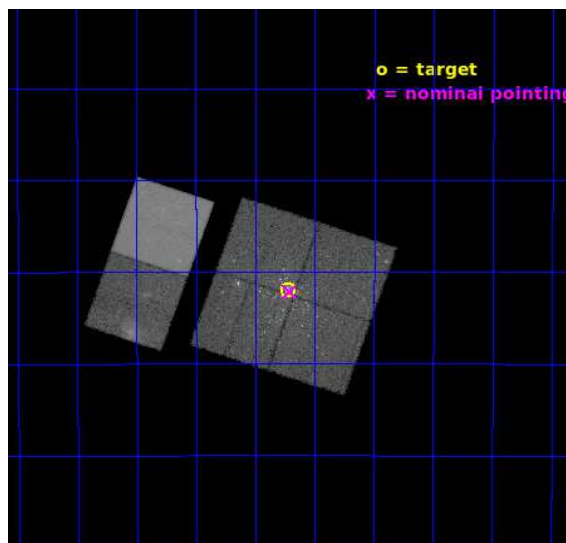 o = target
x = nominal pointing